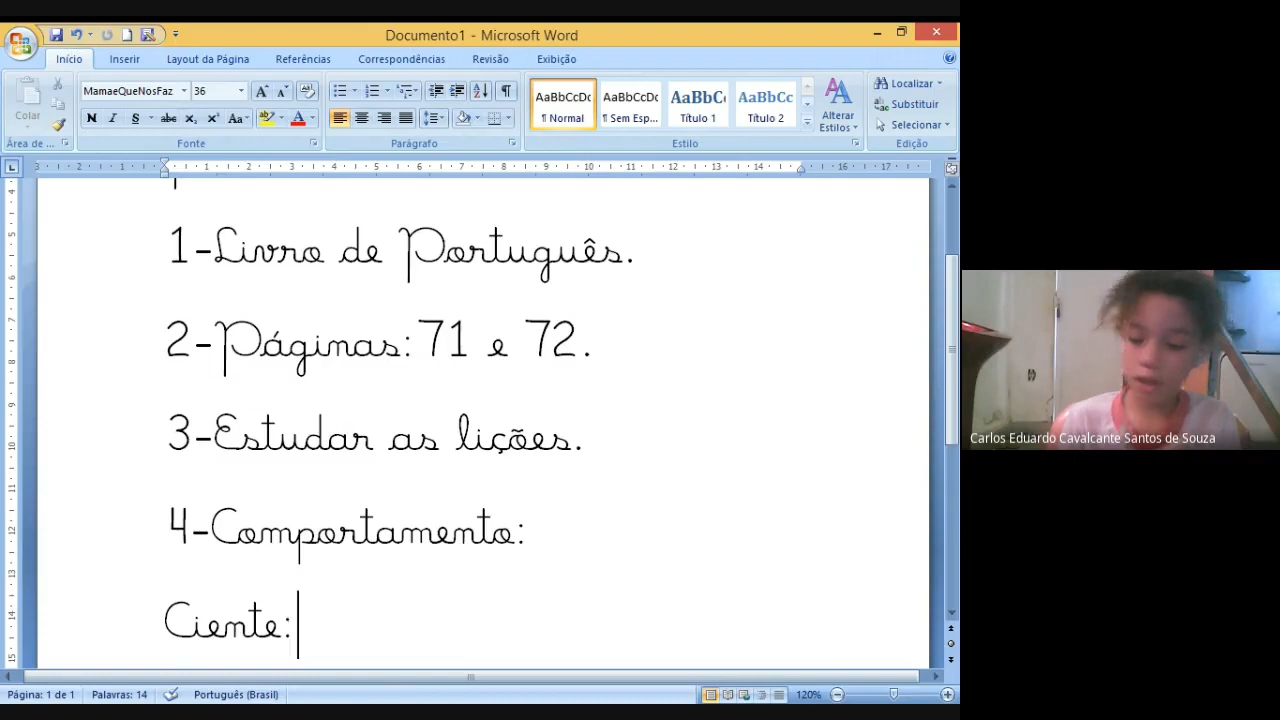 Documento1 - Microsoft Word
Início Inserir Layout da Página Referências Correspondências Revisão Exibição
Colar
MamaeQueNosFaz 36
AaBbCcDc AaBbCcDc AaBbC AaBbCc
¶ Normal ¶ Sem Esp... Título 1 Título 2
Alterar Estilos
Localizar
Substituir
Selecionar
Área de ... Fonte Parágrafo Estilo Edição
1-Livro de Português.
2-Páginas: 71 e 72.
3-Estudar as lições.
4-Comportamento:
Ciente:
Carlos Eduardo Cavalcante Santos de Souza
Página: 1 de 1 Palavras: 14 Português (Brasil) 120%